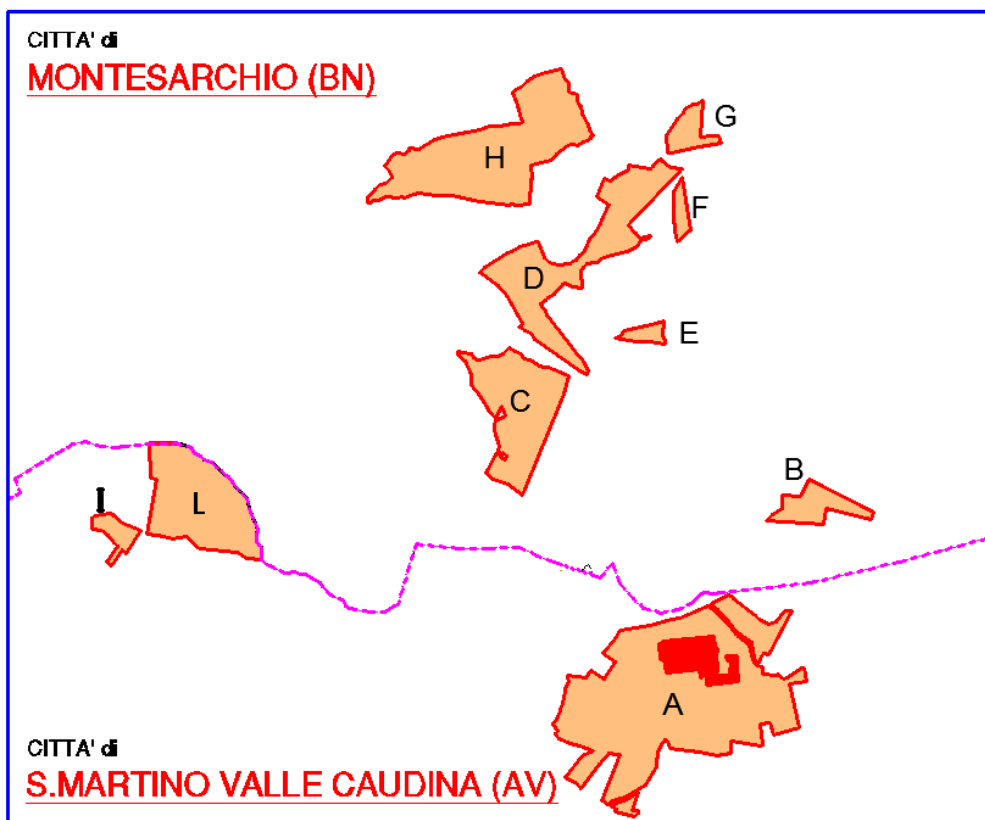 CITTA' di
MONTESARCHIO (BN)
G
H
F
D
E
C
B
I
L
A
CITTA' di
S.MARTINO VALLE CAUDINA (AV)